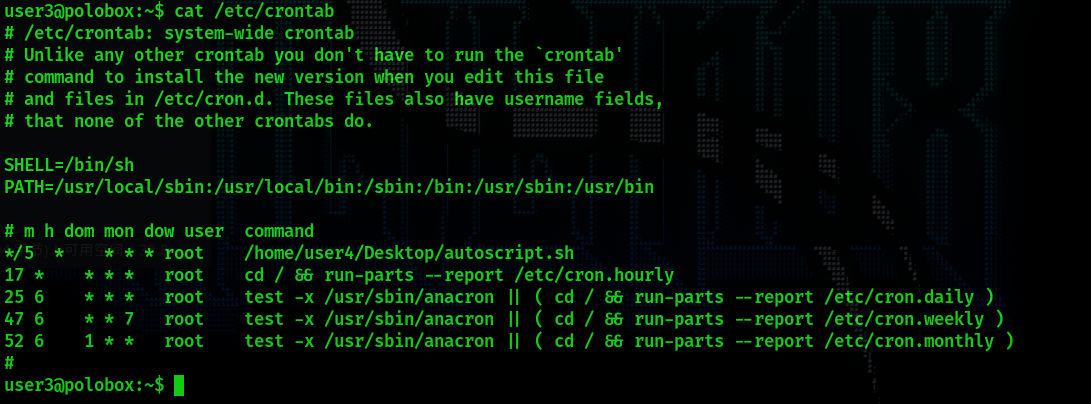 user3@polobox:~$ cat /etc/crontab
# /etc/crontab: system-wide crontab
# Unlike any other crontab you don't have to run the `crontab'
# command to install the new version when you edit this file
# and files in /etc/cron.d. These files also have username fields,
# that none of the other crontabs do.

SHELL=/bin/sh
PATH=/usr/local/sbin:/usr/local/bin:/sbin:/bin:/usr/sbin:/usr/bin

# m h dom mon dow user  command
*/5  *    * * * root    /home/user4/Desktop/autoscript.sh
17 *    * * *   root    cd / && run-parts --report /etc/cron.hourly
25 6    * * *   root    test -x /usr/sbin/anacron || ( cd / && run-parts --report /etc/cron.daily )
47 6    * * 7   root    test -x /usr/sbin/anacron || ( cd / && run-parts --report /etc/cron.weekly )
52 6    1 * *   root    test -x /usr/sbin/anacron || ( cd / && run-parts --report /etc/cron.monthly )
#
user3@polobox:~$